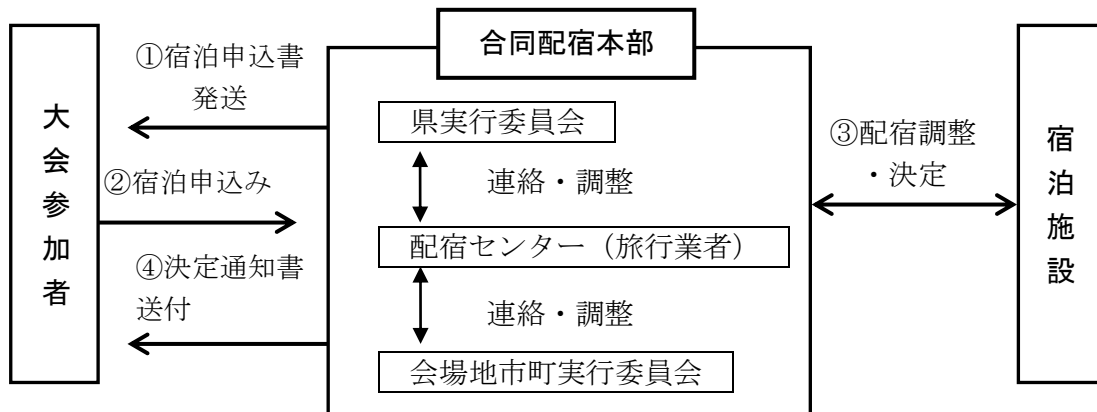 合同配宿本部
大会参加者
①宿泊申込書
発送
②宿泊申込み
④決定通知書
送付
県実行委員会
連絡・調整
配宿センター（旅行業者）
連絡・調整
会場地市町実行委員会
③配宿調整
・決定
宿泊施設